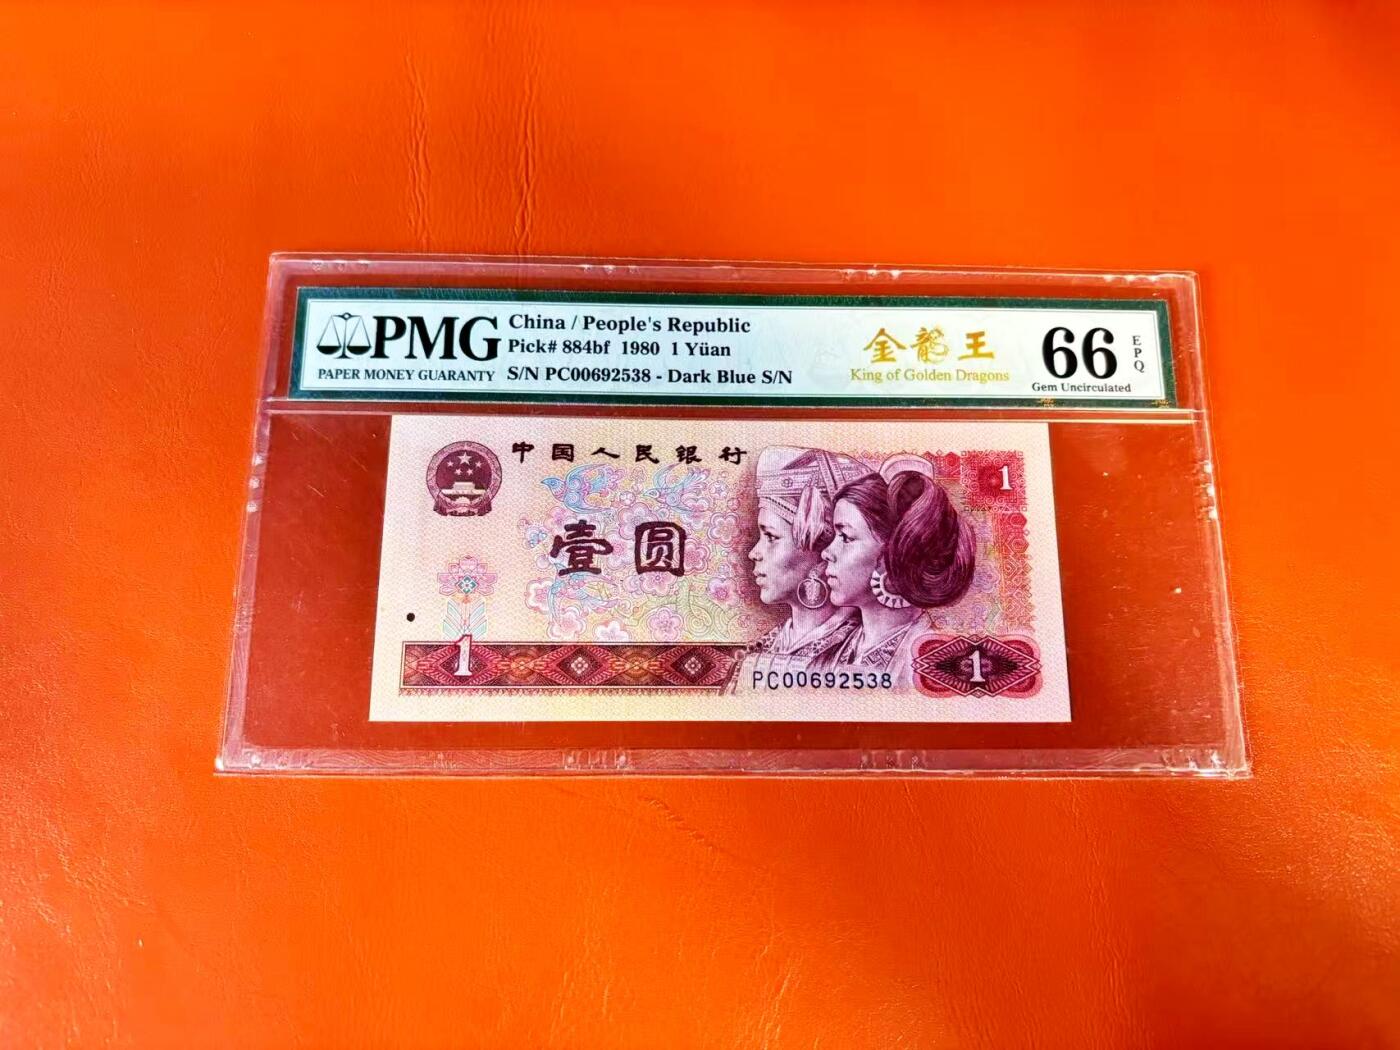 PMG
PAPER MONEY GUARANTY
China / People's Republic
Pick# 884bf 1980 1 Yüan
S/N PC00692538 - Dark Blue S/N
金龍王
King of Golden Dragons
66
EPQ
Gem Uncirculated
中国人民银行
1
壹圆
1
PC00692538
1